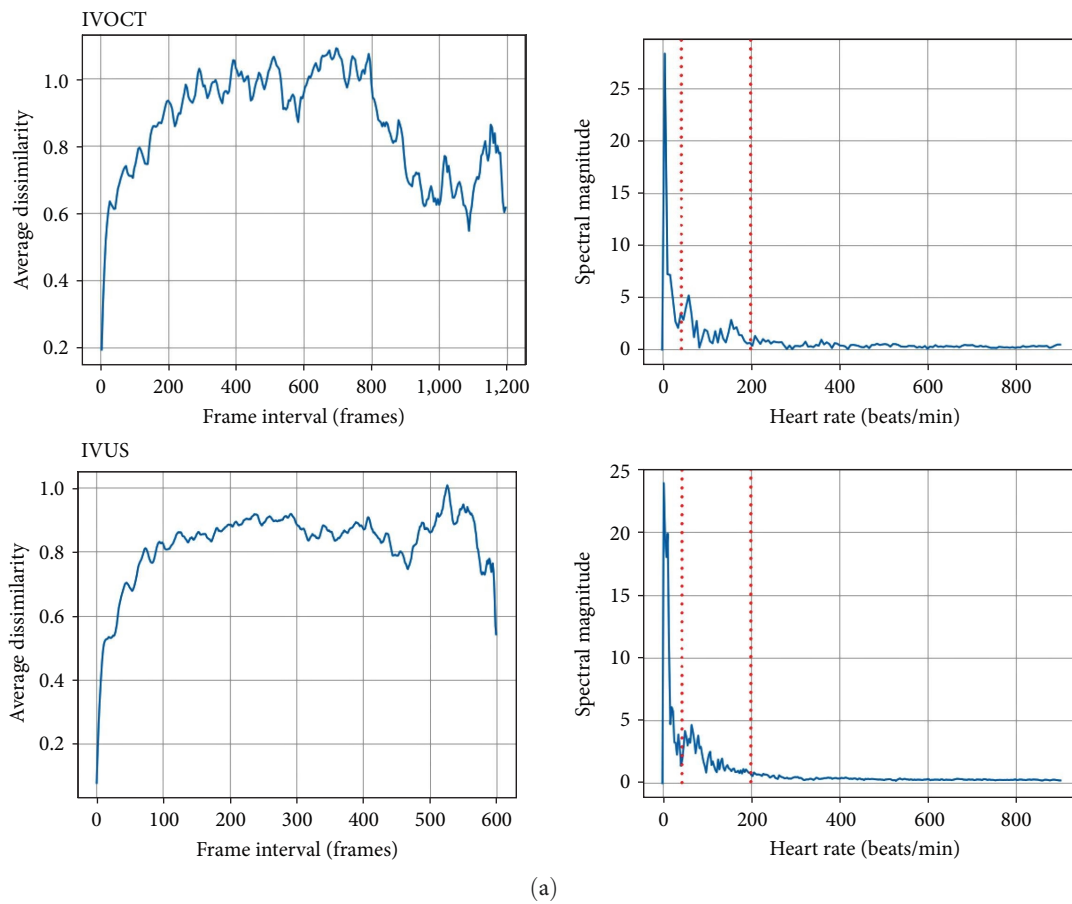 IVOCT
Average dissimilarity
1.0
0.8
0.6
0.4
0.2
0 200 400 600 800 1,000 1,200
Frame interval (frames)
Spectral magnitude
25
20
15
10
5
0
0 200 400 600 800
Heart rate (beats/min)
IVUS
Average dissimilarity
1.0
0.8
0.6
0.4
0.2
0 100 200 300 400 500 600
Frame interval (frames)
Spectral magnitude
25
20
15
10
5
0
0 200 400 600 800
Heart rate (beats/min)
(a)